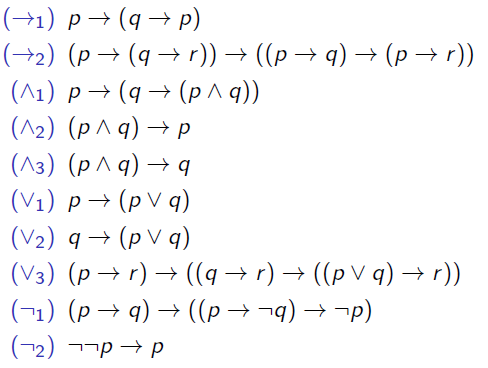 (→₁) p → (q → p)
(→₂) (p → (q → r)) → ((p → q) → (p → r))
(∧₁) p → (q → (p ∧ q))
(∧₂) (p ∧ q) → p
(∧₃) (p ∧ q) → q
(∨₁) p → (p ∨ q)
(∨₂) q → (p ∨ q)
(∨₃) (p → r) → ((q → r) → ((p ∨ q) → r))
(¬₁) (p → q) → ((p → ¬q) → ¬p)
(¬₂) ¬¬p → p